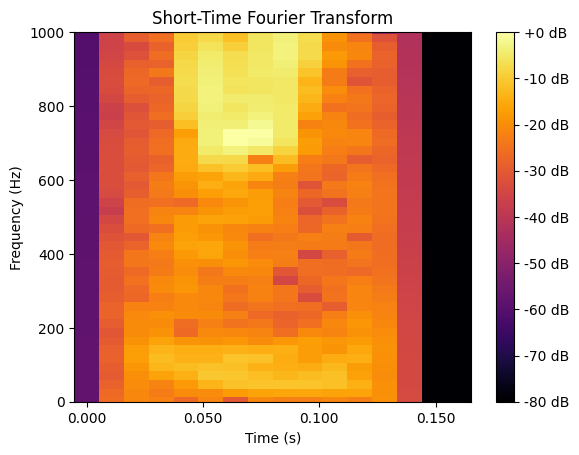 Short-Time Fourier Transform
+0 dB
-10 dB
-20 dB
-30 dB
-40 dB
-50 dB
-60 dB
-70 dB
-80 dB
1000
800
600
400
200
0
Frequency (Hz)
0.000
0.050
0.100
0.150
Time (s)